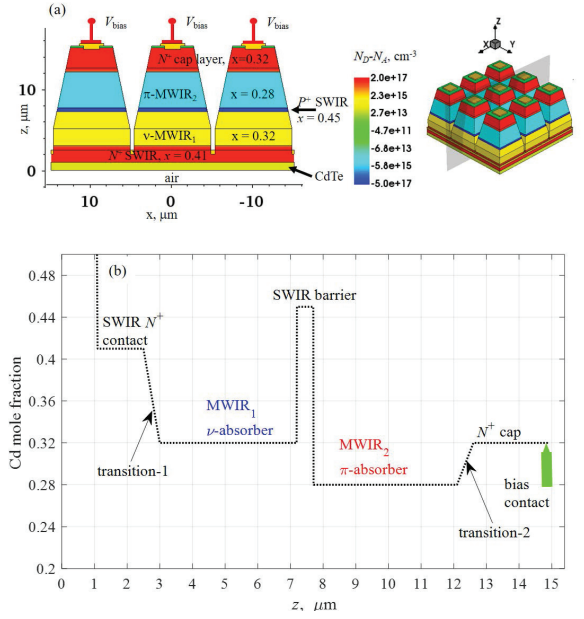 (a)
V_bias V_bias V_bias
N⁺ cap layer, x=0.32
π-MWIR₂ x = 0.28
P⁺ SWIR
x = 0.45
ν-MWIR₁ x = 0.32
N⁺ SWIR, x = 0.41
air
CdTe
z, μm
10
0
10 0 -10
x, μm
N_D-N_A, cm⁻³
2.0e+17
2.3e+15
2.7e+13
-4.7e+11
-6.8e+13
-5.8e+15
-5.0e+17
Z
X Y
(b)
0.48
0.44
0.4
0.36
0.32
0.28
0.24
0.2
Cd mole fraction
SWIR N⁺
contact
SWIR barrier
transition-1
MWIR₁
ν-absorber
MWIR₂
π-absorber
N⁺ cap
bias
contact
transition-2
0 1 2 3 4 5 6 7 8 9 10 11 12 13 14 15
z, μm